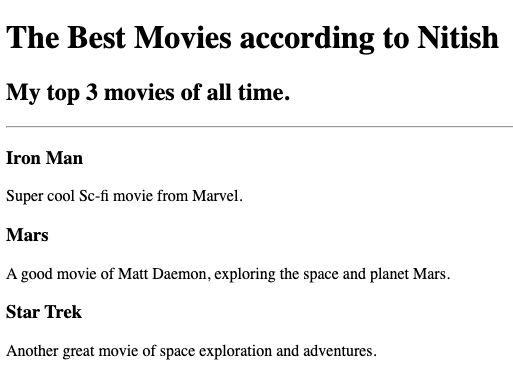 The Best Movies according to Nitish
My top 3 movies of all time.
Iron Man
Super cool Sc-fi movie from Marvel.
Mars
A good movie of Matt Daemon, exploring the space and planet Mars.
Star Trek
Another great movie of space exploration and adventures.